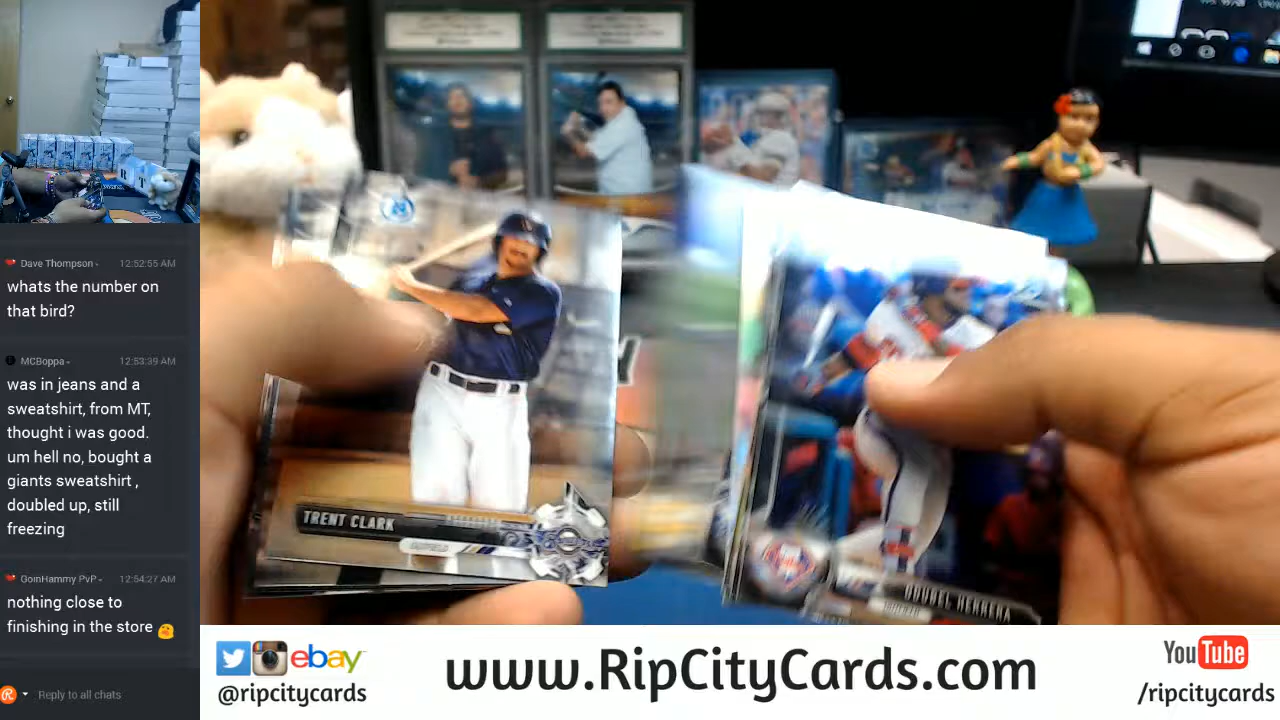 Dave Thompson
12:52:55 AM
whats the number on
that bird?
MCBoppa
12:53:39 AM
was in jeans and a
sweatshirt, from MT,
thought i was good.
um hell no, bought a
giants sweatshirt ,
doubled up, still
freezing
GomHammy PvP
12:54:27 AM
nothing close to
finishing in the store
Reply to all chats
TRENT CLARK
ODUBEL HERRERA
ebay
@ripcitycards
www.RipCityCards.com
YouTube
/ripcitycards